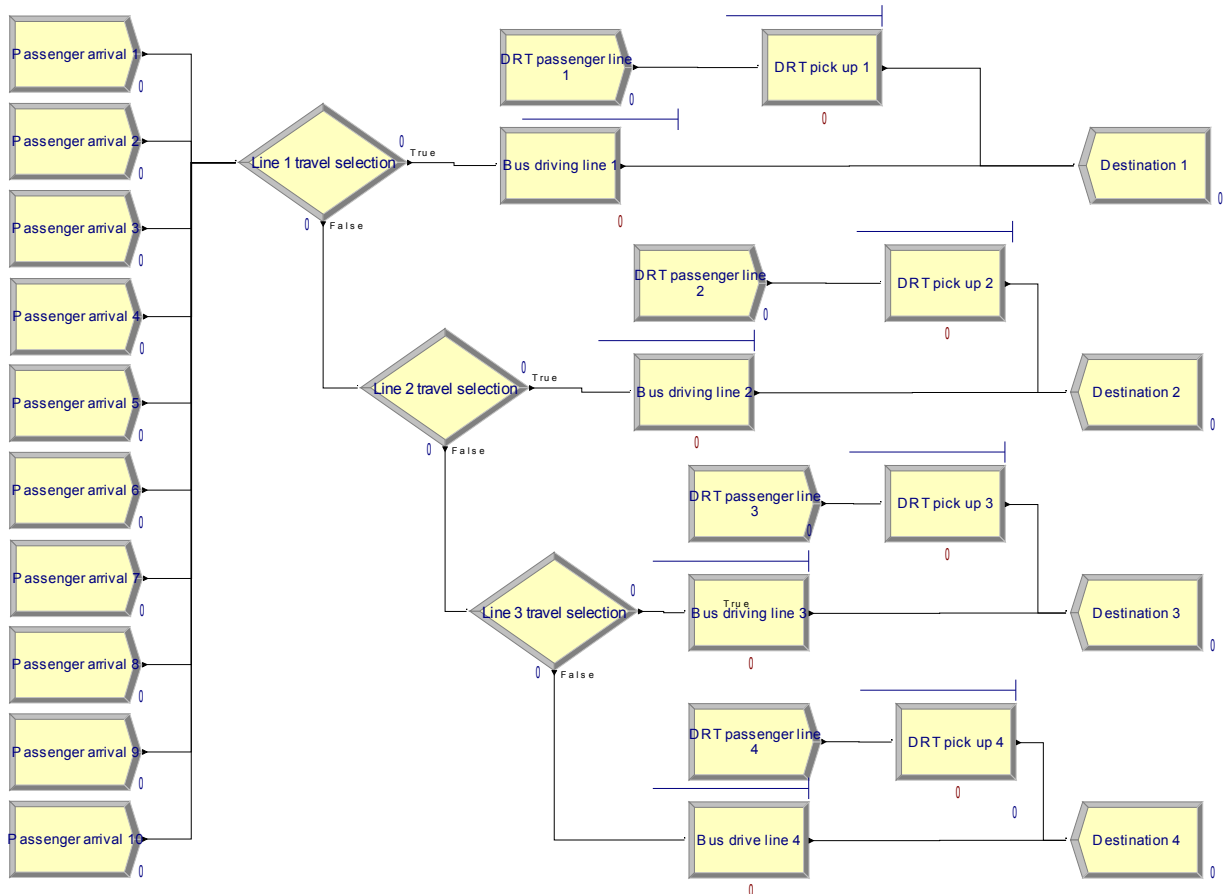 Passenger arrival 1
0
Passenger arrival 2
0
Passenger arrival 3
0
Passenger arrival 4
0
Passenger arrival 5
0
Passenger arrival 6
0
Passenger arrival 7
0
Passenger arrival 8
0
Passenger arrival 9
0
Passenger arrival 10
0
Line 1 travel selection
0
True
0
False
DRT passenger line
1
0
DRT pick up 1
0
Bus driving line 1
0
Destination 1
0
Line 2 travel selection
0
True
0
False
DRT passenger line
2
0
DRT pick up 2
0
Bus driving line 2
0
Destination 2
0
Line 3 travel selection
0
True
0
False
DRT passenger line
3
0
DRT pick up 3
0
Bus driving line 3
0
Destination 3
0
DRT passenger line
4
0
DRT pick up 4
0
Bus drive line 4
0
Destination 4
0